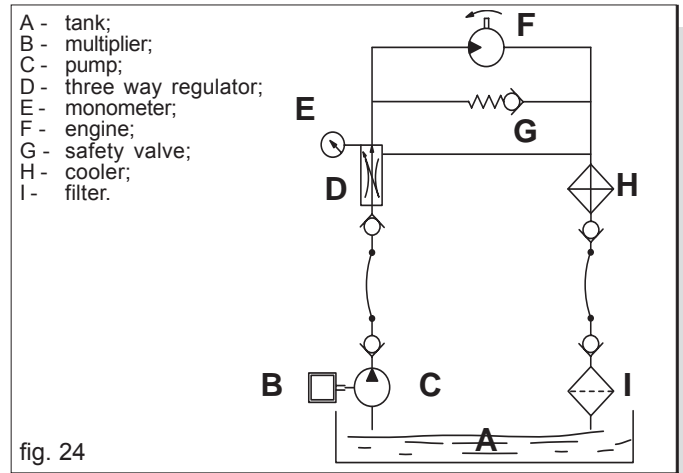 A - tank;
B - multiplier;
C - pump;
D - three way regulator;
E - monometer;
F - engine;
G - safety valve;
H - cooler;
I - filter.
F
E
G
D
H
B
C
I
A
fig. 24